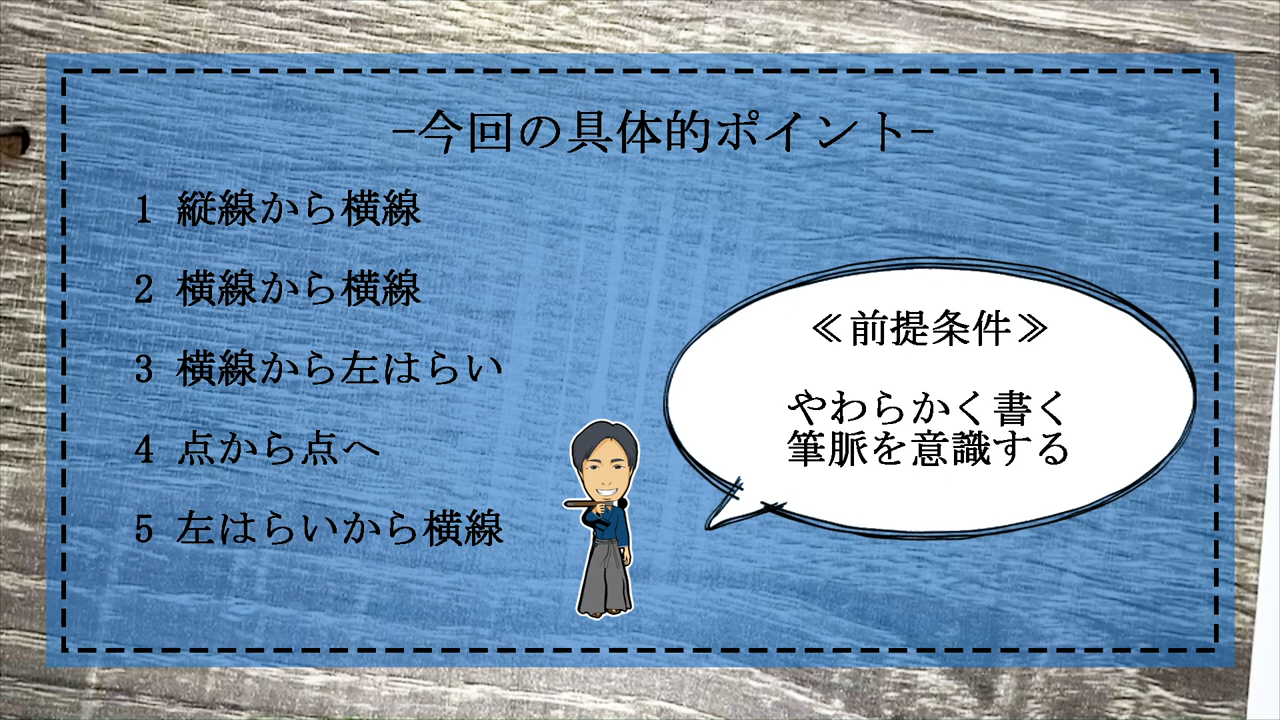 -今回の具体的ポイント-
1 縦線から横線
2 横線から横線
3 横線から左はらい
4 点から点へ
5 左はらいから横線
≪前提条件≫
やわらかく書く
筆脈を意識する